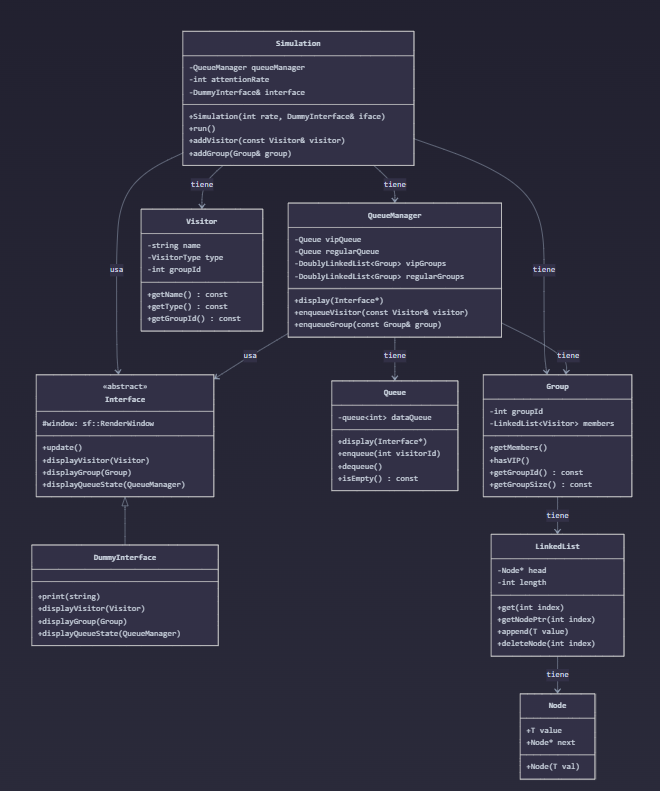 Simulation
-QueueManager queueManager
-int attentionRate
-DummyInterface& interface
+Simulation(int rate, DummyInterface& iface)
+run()
+addVisitor(const Visitor& visitor)
+addGroup(Group& group)
tiene
tiene
Visitor
-string name
-VisitorType type
-int groupId
+getName() : const
+getType() : const
+getGroupId() : const
QueueManager
-Queue vipQueue
-Queue regularQueue
-DoublyLinkedList<Group> vipGroups
-DoublyLinkedList<Group> regularGroups
+display(Interface*)
+enqueueVisitor(const Visitor& visitor)
+enqueueGroup(const Group& group)
usa
tiene
usa
tiene
tiene
«abstract»
Interface
#window: sf::RenderWindow
+update()
+displayVisitor(Visitor)
+displayGroup(Group)
+displayQueueState(QueueManager)
Queue
-queue<int> dataQueue
+display(Interface*)
+enqueue(int visitorId)
+dequeue()
+isEmpty() : const
Group
-int groupId
-LinkedList<Visitor> members
+getMembers()
+hasVIP()
+getGroupId() : const
+getGroupSize() : const
tiene
DummyInterface
+print(string)
+displayVisitor(Visitor)
+displayGroup(Group)
+displayQueueState(QueueManager)
LinkedList
-Node* head
-int length
+get(int index)
+getNodePtr(int index)
+append(T value)
+deleteNode(int index)
tiene
Node
+T value
+Node* next
+Node(T val)